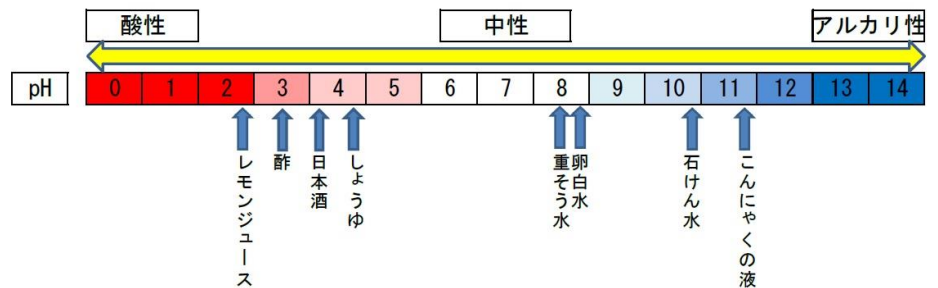 酸性 中性 アルカリ性
pH 0 1 2 3 4 5 6 7 8 9 10 11 12 13 14
レモンジュース
酢
日本酒
しょうゆ
重そう水
卵白水
石けん水
こんにゃくの液